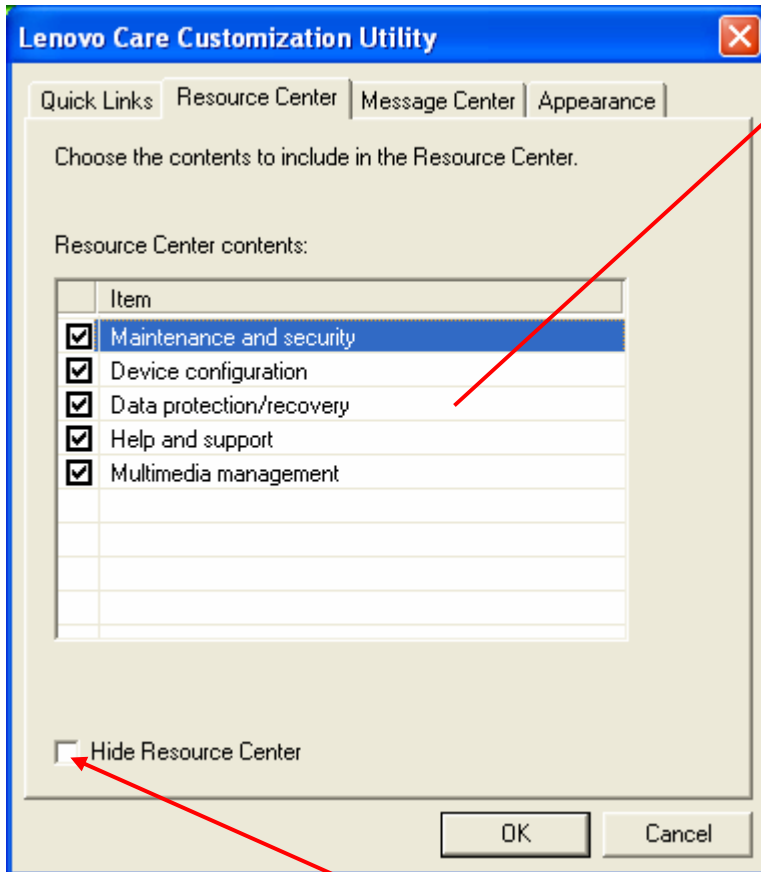 Lenovo Care Customization Utility
Quick Links Resource Center Message Center Appearance
Choose the contents to include in the Resource Center.
Resource Center contents:
Item
Maintenance and security
Device configuration
Data protection/recovery
Help and support
Multimedia management
Hide Resource Center
OK Cancel